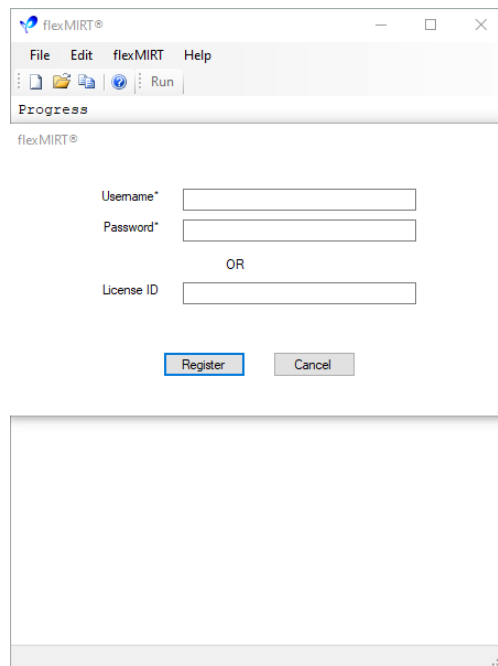 flexMIRT®
File Edit flexMIRT Help
Run
Progress
flexMIRT®
Username*
Password*
OR
License ID
Register Cancel